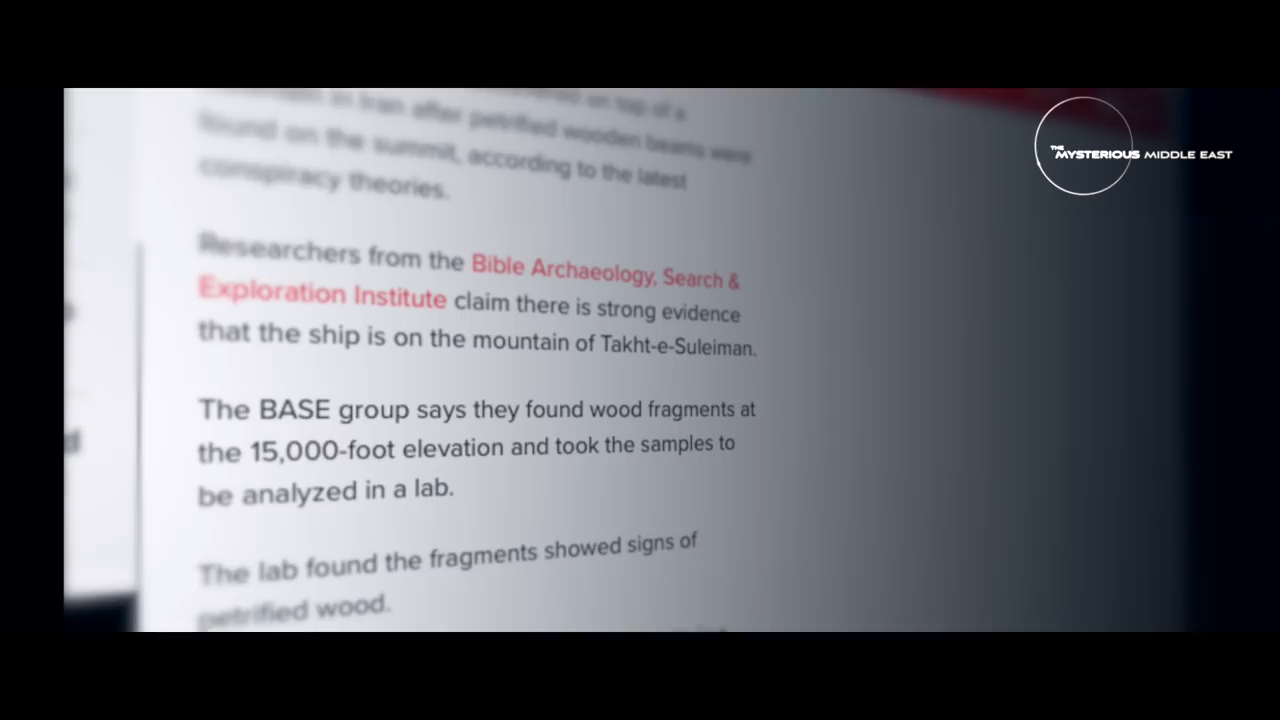 on top of a
in Iran after petrified wooden beams were
found on the summit, according to the latest
conspiracy theories.
Researchers from the Bible Archaeology, Search &
Exploration Institute claim there is strong evidence
that the ship is on the mountain of Takht-e-Suleiman.
The BASE group says they found wood fragments at
the 15,000-foot elevation and took the samples to
be analyzed in a lab.
The lab found the fragments showed signs of
petrified wood.
THE
MYSTERIOUS MIDDLE EAST